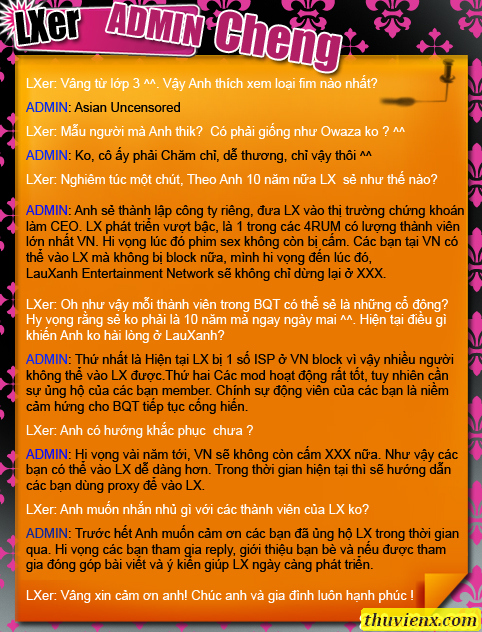 LXer ADMIN Cheng
LXer: Vâng từ lớp 3 ^^. Vậy Anh thích xem loại fim nào nhất?
ADMIN: Asian Uncensored
LXer: Mẫu người mà Anh thik? Có phải giống như Owaza ko ? ^^
ADMIN: Ko, cô ấy phải Chăm chỉ, dễ thương, chỉ vậy thôi ^^
LXer: Nghiêm túc một chút, Theo Anh 10 năm nữa LX sẻ như thế nào?
ADMIN: Anh sẻ thành lập công ty riêng, đưa LX vào thị trường chứng khoán
làm CEO. LX phát triển vượt bậc, là 1 trong các 4RUM có lượng thành viên
lớn nhất VN. Hi vọng lúc đó phim sex không còn bị cấm. Các bạn tại VN có
thể vào LX mà không bị block nữa, mình hi vọng đến lúc đó,
LauXanh Entertainment Network sẽ không chỉ dừng lại ở XXX.
LXer: Oh như vậy mỗi thành viên trong BQT có thể sẽ là những cổ động?
Hy vọng rằng sẽ ko phải là 10 năm mà ngay ngày mai ^^. Hiện tại điều gì
khiến Anh ko hài lòng ở LauXanh?
ADMIN: Thứ nhất là Hiện tại LX bị 1 số ISP ở VN block vì vậy nhiều người
không thể vào LX được.Thứ hai Các mod hoạt động rất tốt, tuy nhiên cần
sự ủng hộ của các bạn member. Chính sự động viên của các bạn là niềm
cảm hứng cho BQT tiếp tục cống hiến.
LXer: Anh có hướng khắc phục chưa ?
ADMIN: Hi vọng vài năm tới, VN sẽ không còn cấm XXX nữa. Như vậy các
bạn có thể vào LX dễ dàng hơn. Trong thời gian hiện tại thì sẽ hướng dẫn
các bạn dùng proxy để vào LX.
LXer: Anh muốn nhắn nhủ gì với các thành viên của LX ko?
ADMIN: Trước hết Anh muốn cảm ơn các bạn đã ủng hộ LX trong thời gian
qua. Hi vọng các bạn tham gia reply, giới thiệu bạn bè và nếu được tham
gia đóng góp bài viết và ý kiến giúp LX ngày càng phát triển.
LXer: Vâng xin cảm ơn anh! Chúc anh và gia đình luôn hạnh phúc !
thuvienx.com